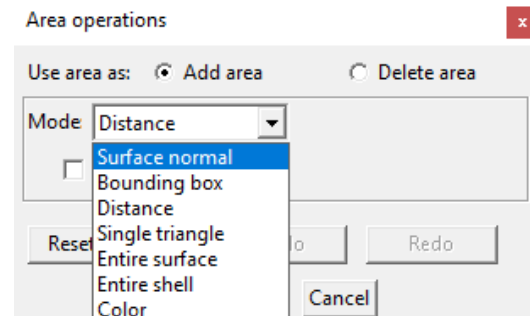 Area operations
x
Use area as: Add area Delete area
Mode Distance
Surface normal
Bounding box
Distance
Single triangle
Entire surface
Entire shell
Color
Redo
Cancel